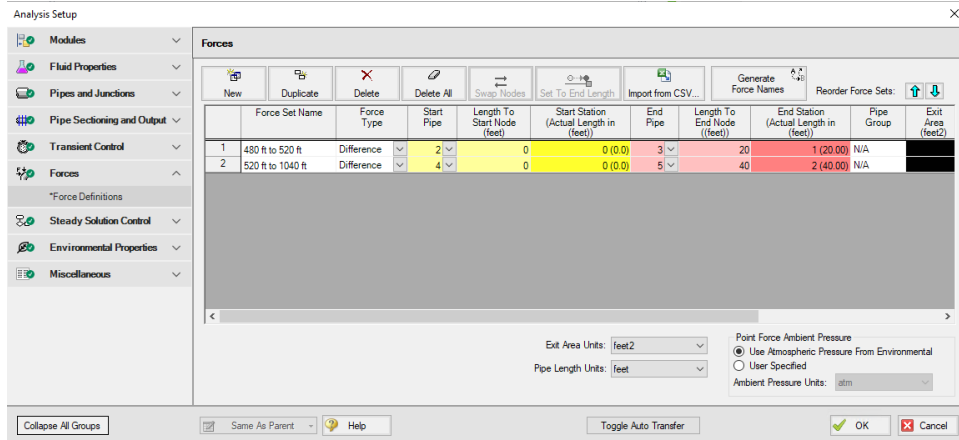 Analysis Setup
Modules
Fluid Properties
Pipes and Junctions
Pipe Sectioning and Output
Transient Control
Forces
*Force Definitions
Steady Solution Control
Environmental Properties
Miscellaneous
Forces
New
Duplicate
Delete
Delete All
Swap Nodes
Set To End Length
Import from CSV...
Generate
Force Names
Reorder Force Sets:
Force Set Name Force Type Start Pipe Length To Start Node (feet) Start Station (Actual Length in (feet)) End Pipe Length To End Node ((feet)) End Station (Actual Length in (feet)) Pipe Group Exit Area (feet2)
1 480 ft to 520 ft Difference 2 0 0 (0.0) 3 20 1 (20.00) N/A
2 520 ft to 1040 ft Difference 4 0 0 (0.0) 5 40 2 (40.00) N/A
Exit Area Units: feet2
Pipe Length Units: feet
Point Force Ambient Pressure
Use Atmospheric Pressure From Environmental
User Specified
Ambient Pressure Units: atm
Collapse All Groups
Same As Parent
Help
Toggle Auto Transfer
OK
Cancel